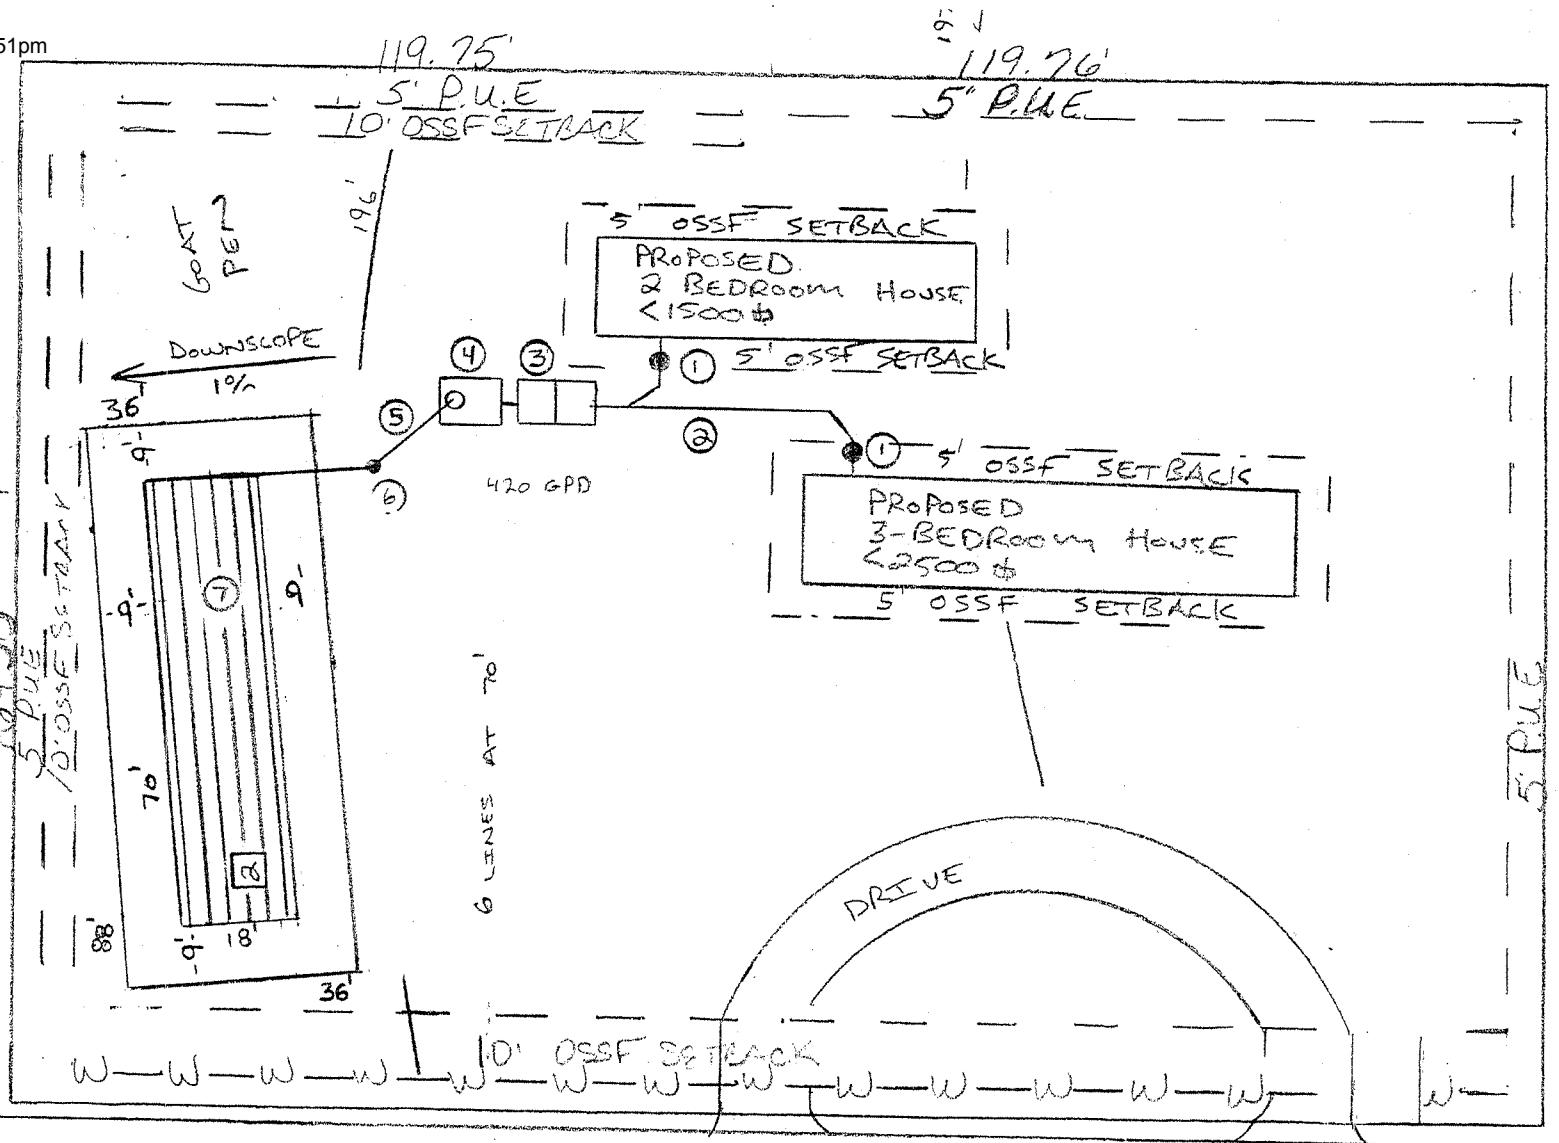 51pm
119.75'
119.76'
5' P.U.E
5' P.U.E.
10' OSSF SETBACK
196'
GOAT
PEN
5' OSSF SETBACK
PROPOSED
2 BEDROOM HOUSE
<1500
DOWNSCOPE
1%
4
3
1
5' OSSF SETBACK
36'
5
2
1
5' OSSF SETBACK
9'
6
420 GPD
PROPOSED
3-BEDROOM HOUSE
<2500
7
9'
9'
5' OSSF SETBACK
5' P.U.E
10' OSSF SETBACK
5' P.U.E
70'
6 LINES AT 70'
2
DRIVE
88'
9'
18'
36'
10' OSSF SETBACK
W W W W W W W W W W W W W W